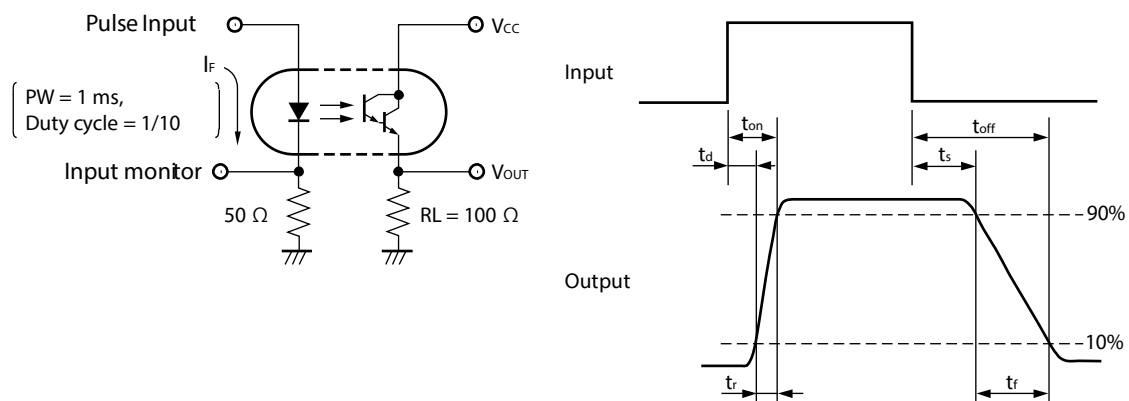 Pulse Input
VCC
IF
PW = 1 ms,
Duty cycle = 1/10
Input monitor
VOUT
50 Ω
RL = 100 Ω
Input
ton
toff
td
ts
90%
Output
10%
tr
tf